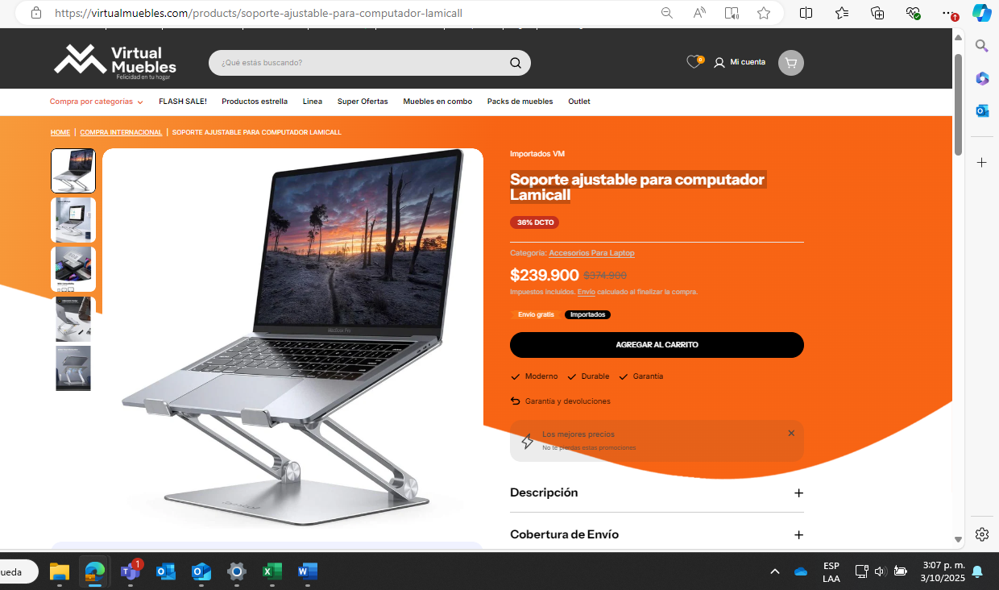 https://virtualmuebles.com/products/soporte-ajustable-para-computador-lamicall
Virtual
Muebles
Felicidad en tu hogar
¿Qué estás buscando?
0
Mi cuenta
Compra por categorías
FLASH SALE!
Productos estrella
Linea
Super Ofertas
Muebles en combo
Packs de muebles
Outlet
HOME | COMPRA INTERNACIONAL | SOPORTE AJUSTABLE PARA COMPUTADOR LAMICALL
MacBook Pro
Importados VM
Soporte ajustable para computador
Lamicall
36% DCTO
Categoría: Accesorios Para Laptop
$239.900 $374.900
Impuestos incluidos. Envío calculado al finalizar la compra.
Envío gratis
Importados
AGREGAR AL CARRITO
Moderno
Durable
Garantía
Garantía y devoluciones
Los mejores precios
No te pierdas estas promociones
Descripción
Cobertura de Envío
ueda
1
ESP
LAA
3:07 p. m.
3/10/2025